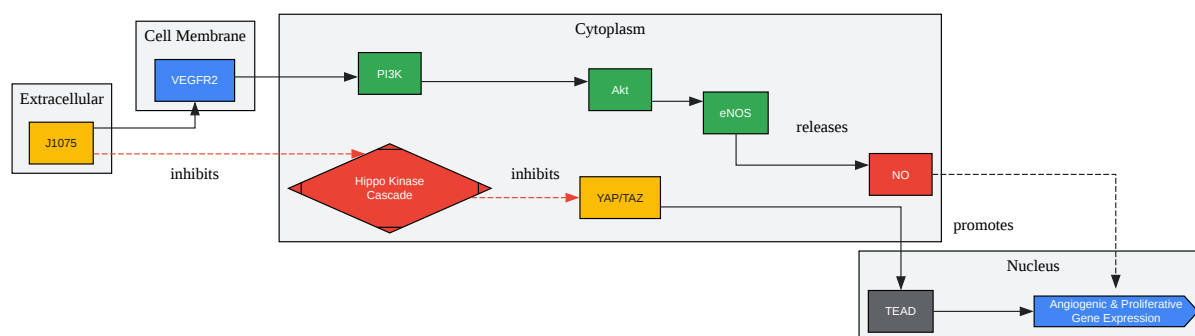 Cytoplasm
Cell Membrane
PI3K
VEGFR2
Akt
Extracellular
eNOS
releases
J1075
inhibits
Hippo Kinase
Cascade
inhibits
NO
YAP/TAZ
promotes
Nucleus
TEAD
Angiogenic & Proliferative
Gene Expression